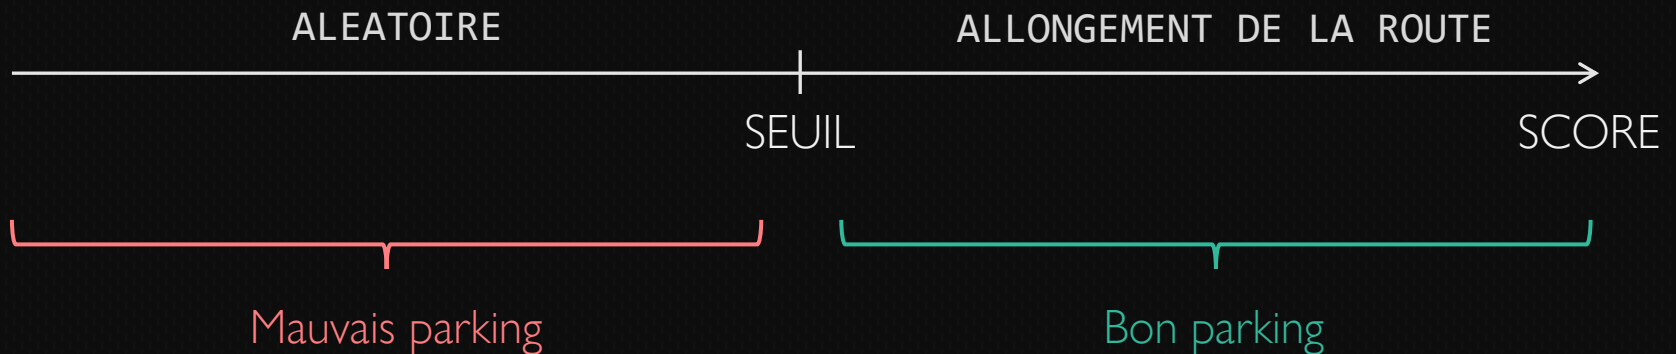 ALEATOIRE
ALLONGEMENT DE LA ROUTE
SEUIL
SCORE
Mauvais parking
Bon parking